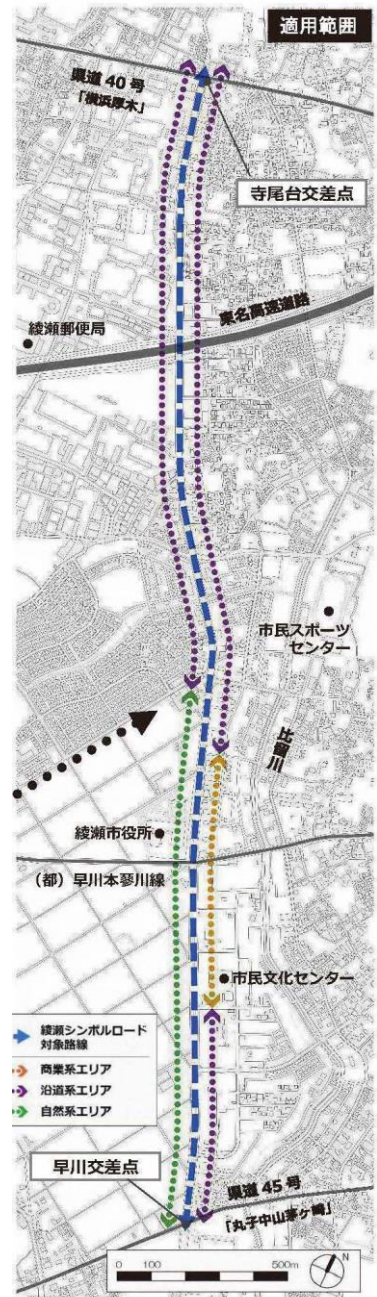 適用範囲
県道 40 号
「横浜厚木」
寺尾台交差点
東名高速道路
綾瀬郵便局
市民スポーツ
センター
比留川
綾瀬市役所
（都）早川本蓼川線
市民文化センター
綾瀬シンボルロード
対象路線
商業系エリア
沿道系エリア
自然系エリア
早川交差点
県道 45 号
「丸子中山茅ケ崎」
0 100 500m
N